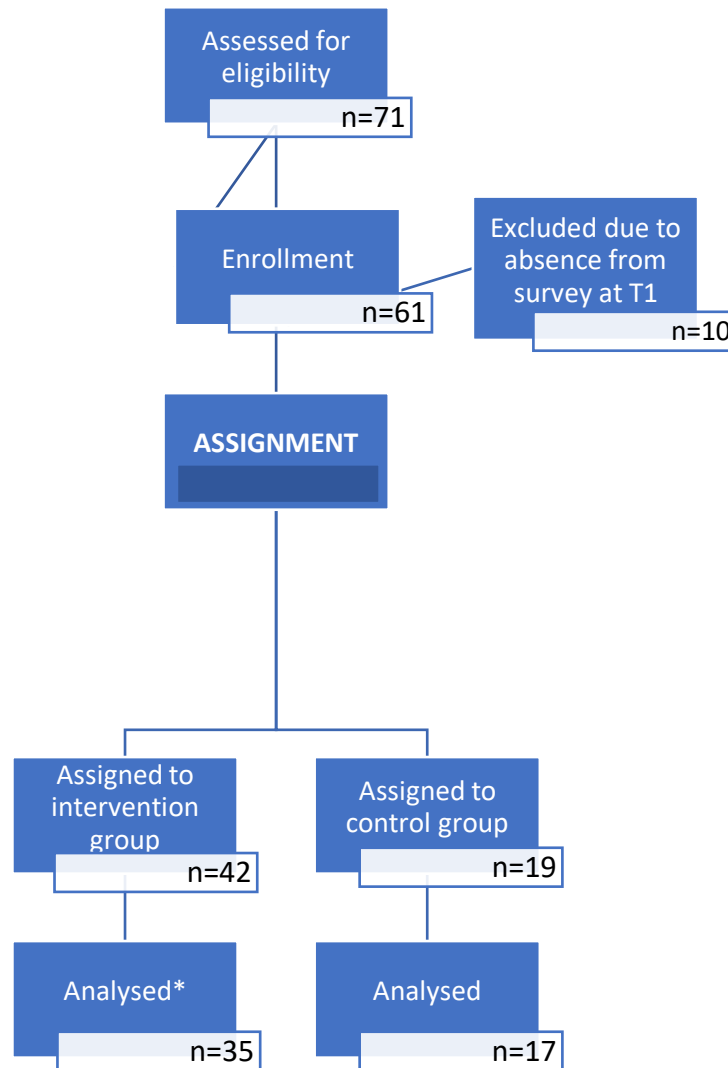 Assessed for
eligibility
n=71
Enrollment
n=61
Excluded due to
absence from
survey at T1
n=10
ASSIGNMENT
Assigned to
intervention
group
n=42
Assigned to
control group
n=19
Analysed*
n=35
Analysed
n=17